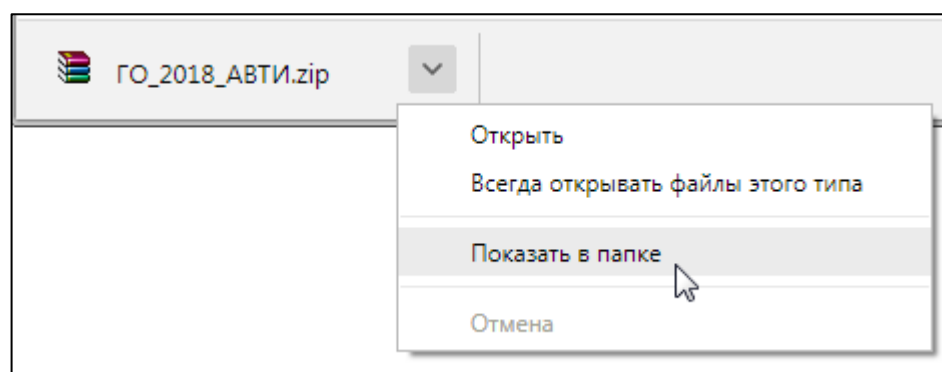 ГО_2018_АВТИ.zip
Открыть
Всегда открывать файлы этого типа
Показать в папке
Отмена